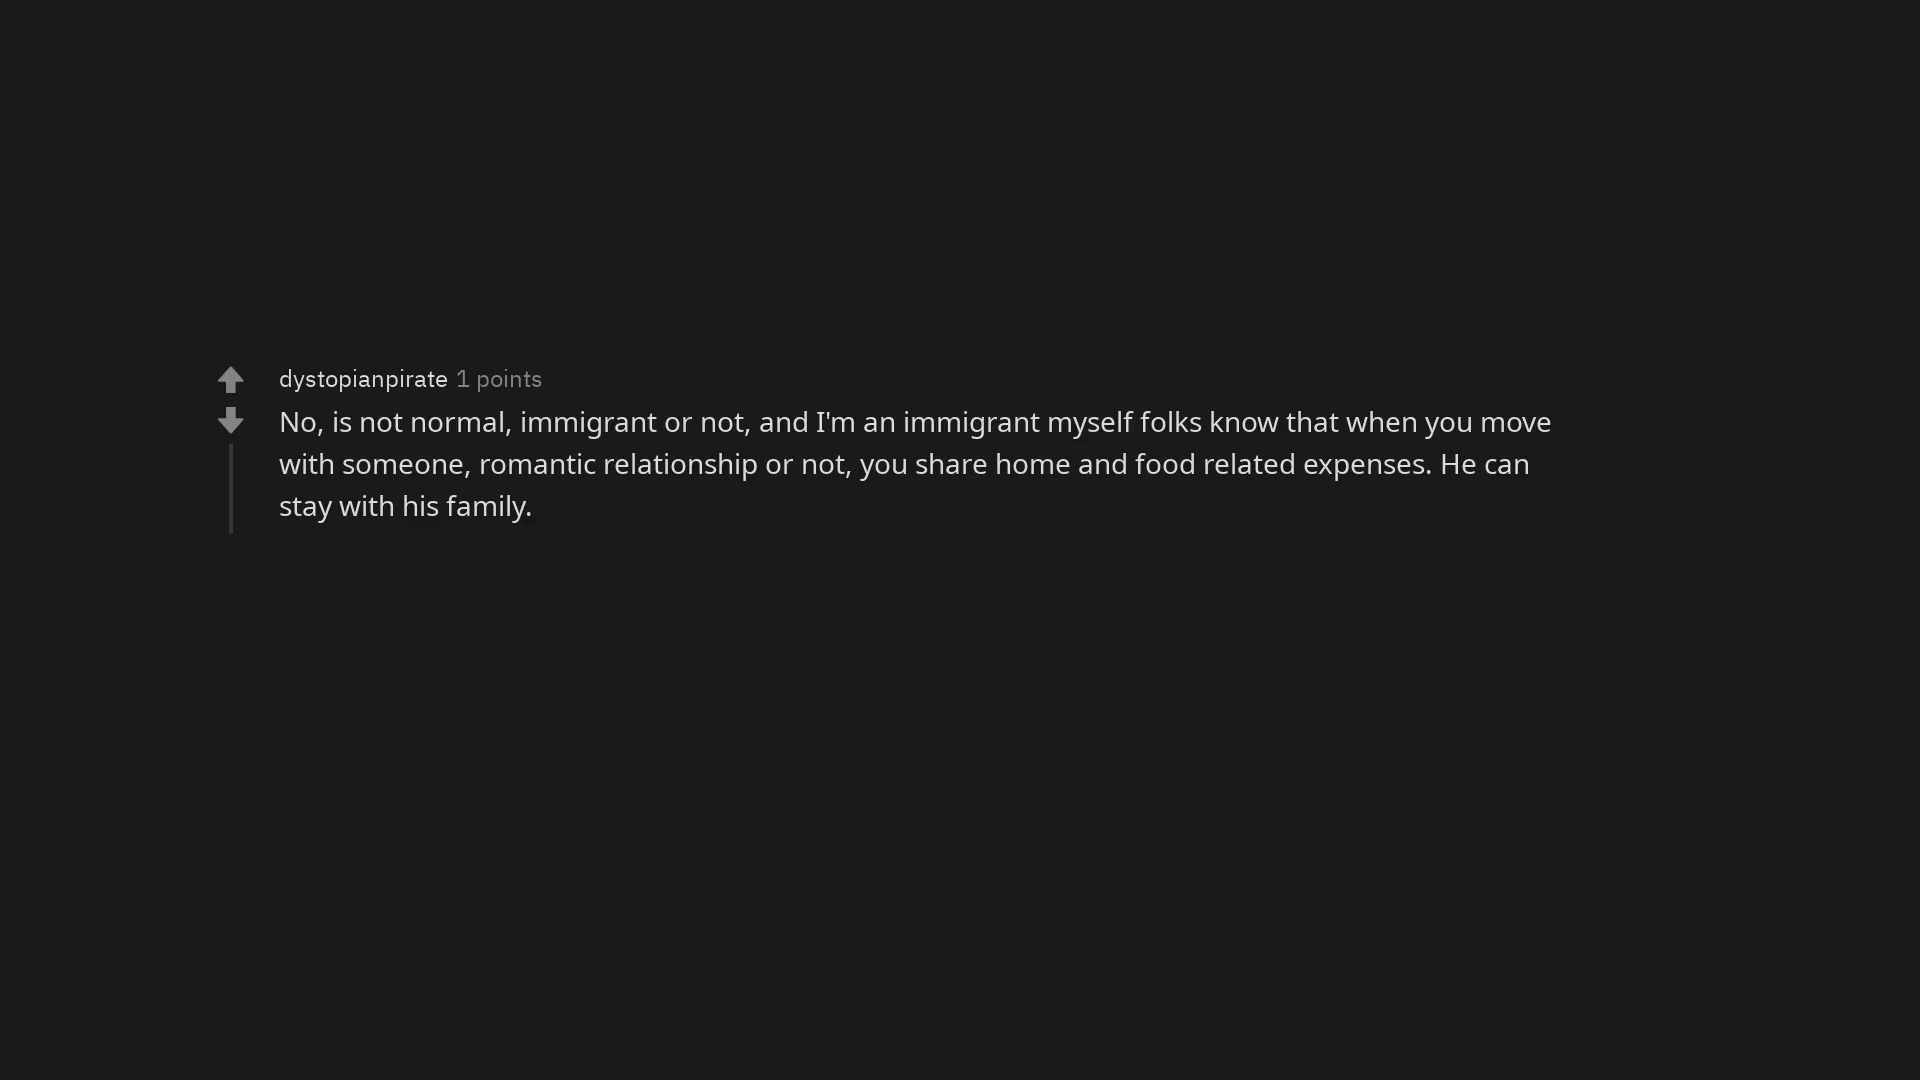 dystopianpirate 1 points
No, is not normal, immigrant or not, and I'm an immigrant myself folks know that when you move
with someone, romantic relationship or not, you share home and food related expenses. He can
stay with his family.